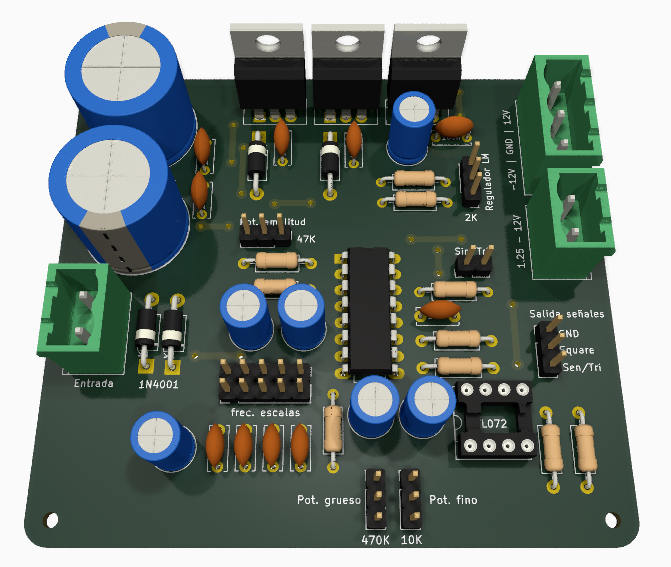 -12V | GND | 12V
Regulador LM
2K
amplitud
47K
1.25 - 12V
Salida señales
GND
Square
Sen/Tri
Entrada
1N4001
frec. escalas
L072
Pot. grueso
Pot. fino
470K
10K